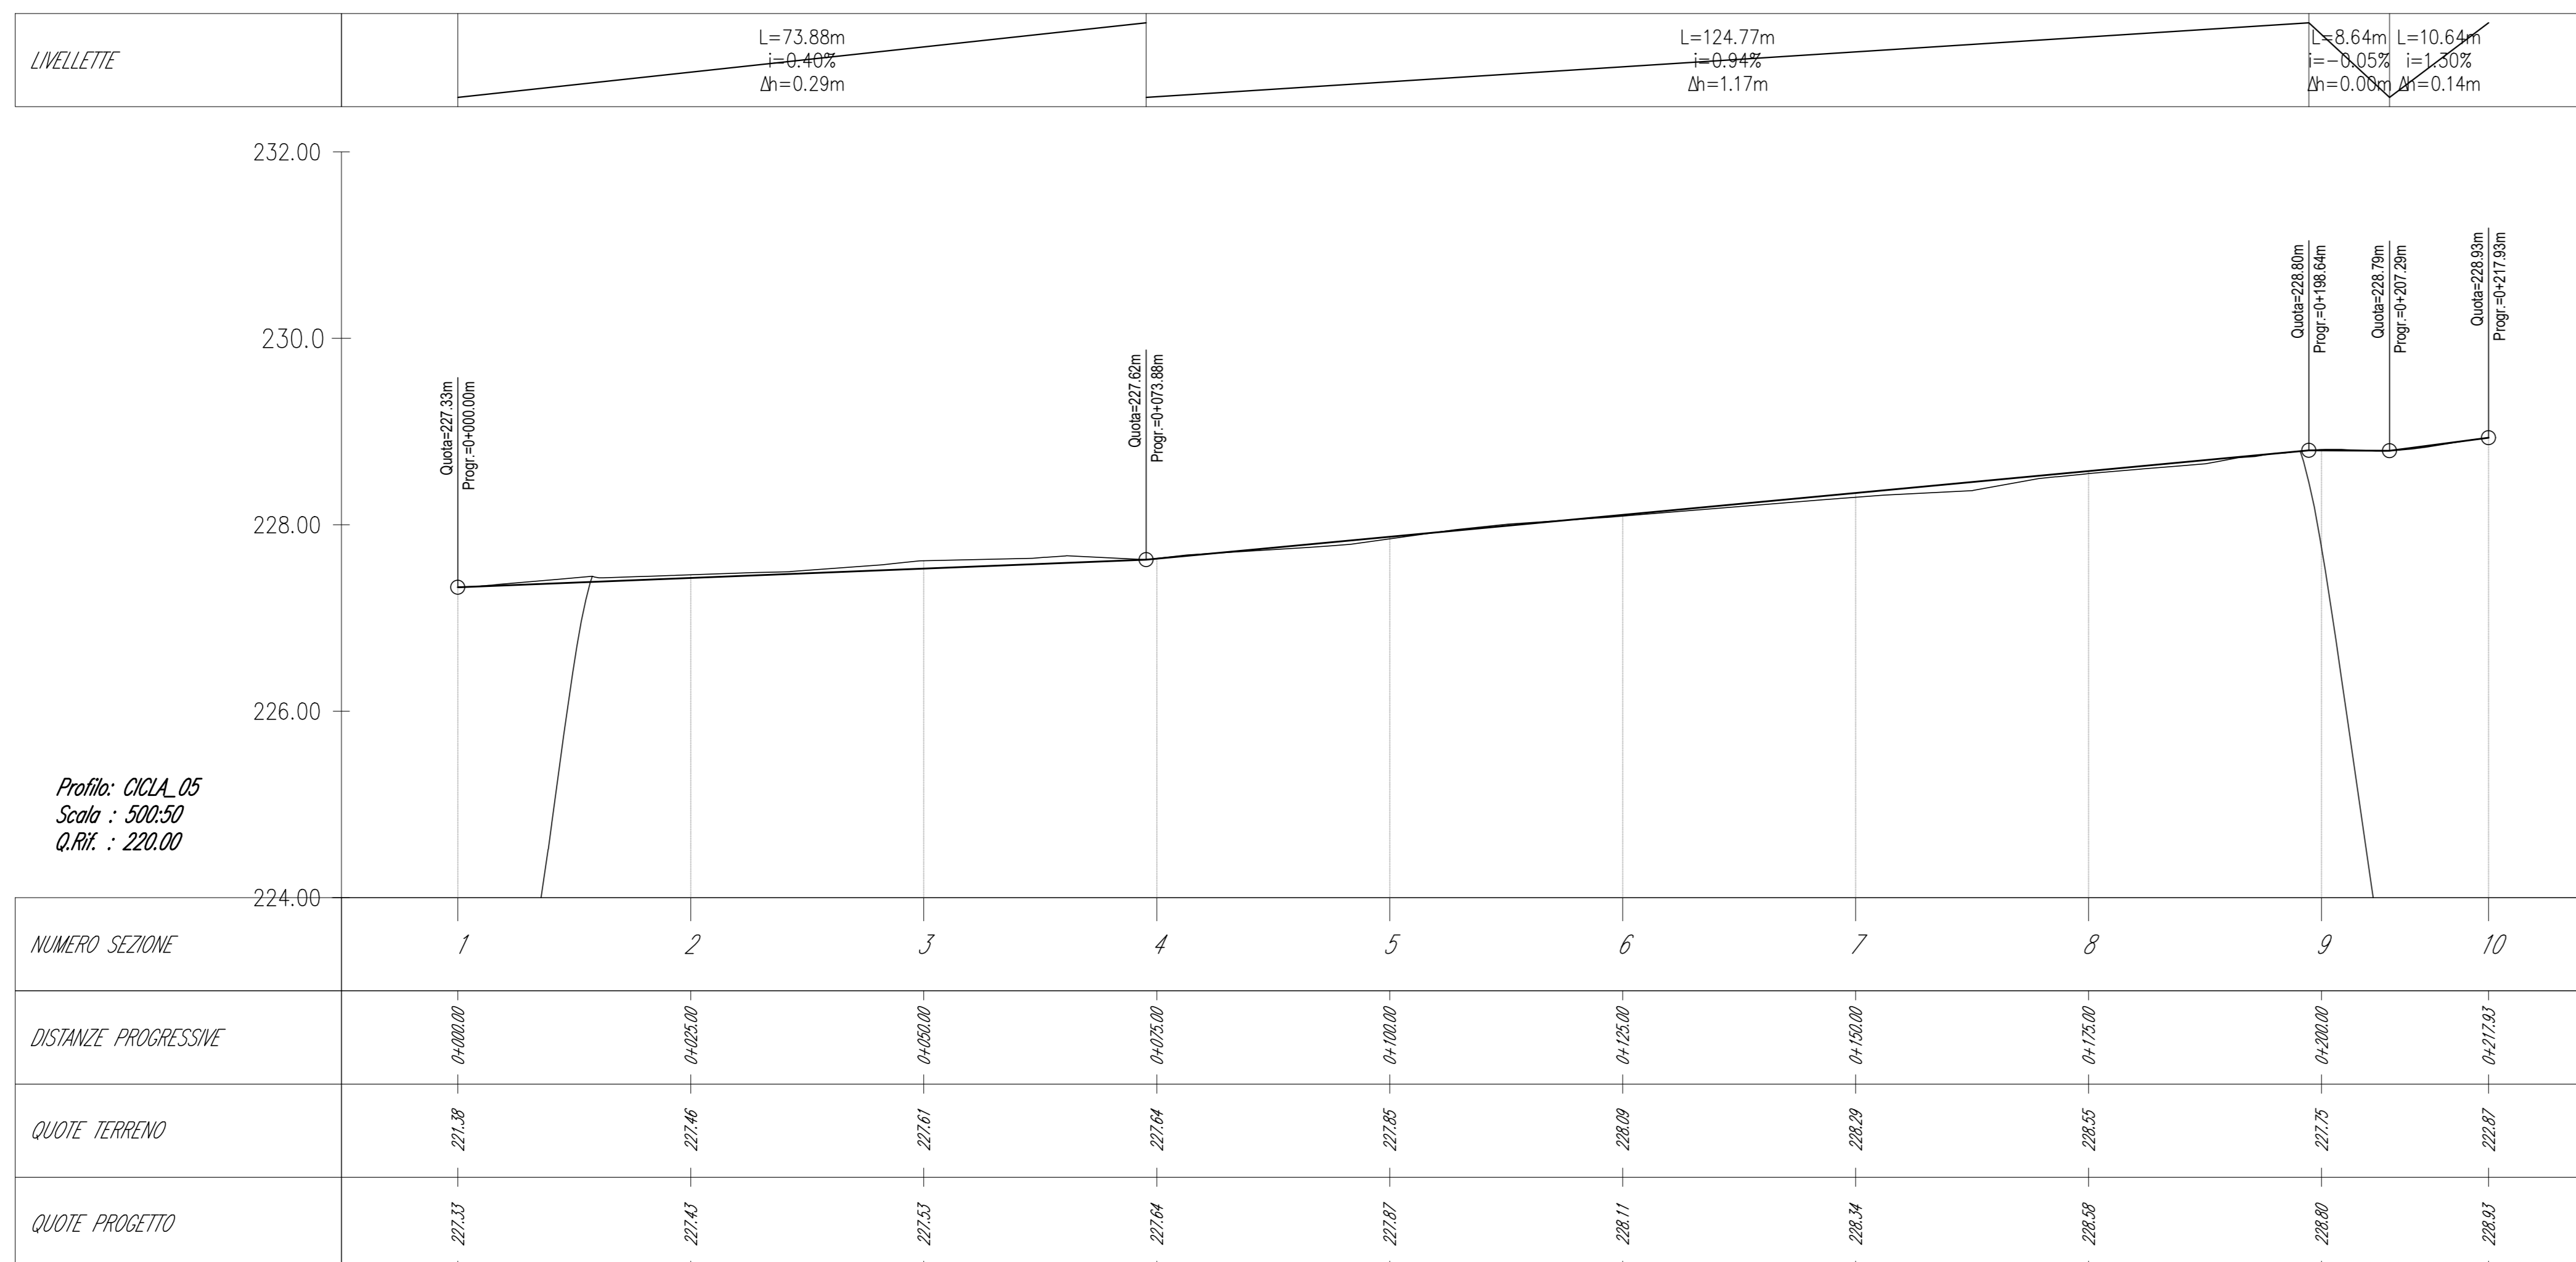 LIVELLETTE
L=73.88m
i=0.40%
Δh=0.29m
L=124.77m
i=0.94%
Δh=1.17m
L=8.64m
i=-0.05%
Δh=0.00m
L=10.64m
i=1.30%
Δh=0.14m
232.00
230.0
228.00
226.00
224.00
Quota=227.33m
Progr.=0+000.00m
Quota=227.62m
Progr.=0+073.88m
Quota=228.80m
Progr.=0+198.64m
Quota=228.79m
Progr.=0+207.29m
Quota=228.93m
Progr.=0+217.93m
Profilo: CICLA_05
Scala : 500:50
Q.Rif. : 220.00
NUMERO SEZIONE 1 2 3 4 5 6 7 8 9 10
DISTANZE PROGRESSIVE 0+000.00 0+025.00 0+050.00 0+075.00 0+100.00 0+125.00 0+150.00 0+175.00 0+200.00 0+217.93
QUOTE TERRENO 221.38 227.46 227.61 227.64 227.85 228.09 228.29 228.55 227.75 222.87
QUOTE PROGETTO 227.33 227.43 227.53 227.64 227.87 228.11 228.34 228.58 228.80 228.93